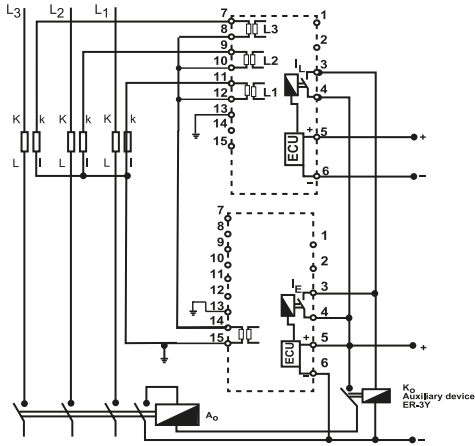 L3 L2 L1
7
8
9
10
11
12
13
14
15
L3
L2
L1
1
2
3
4
5
6
IL
ECU
+
−
+
−
K k K k K k
L l L l L l
7
8
9
10
11
12
13
14
15
1
2
3
4
5
6
IE
ECU
+
−
+
−
Ao
Ko
Auxiliary device
ER-3Y